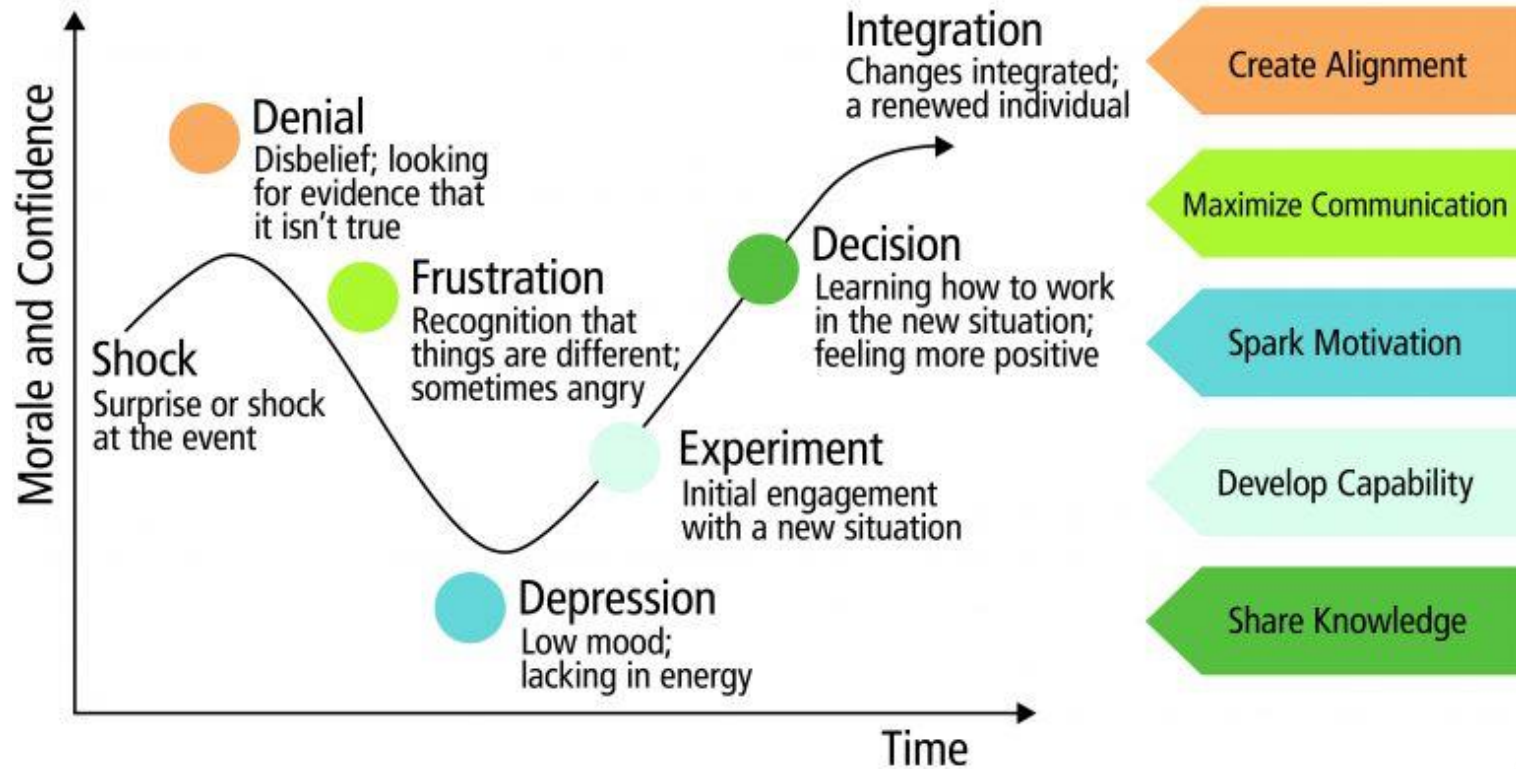 Morale and Confidence
Shock
Surprise or shock
at the event
Denial
Disbelief; looking
for evidence that
it isn't true
Frustration
Recognition that
things are different;
sometimes angry
Depression
Low mood;
lacking in energy
Experiment
Initial engagement
with a new situation
Decision
Learning how to work
in the new situation;
feeling more positive
Integration
Changes integrated;
a renewed individual
Time
Create Alignment
Maximize Communication
Spark Motivation
Develop Capability
Share Knowledge